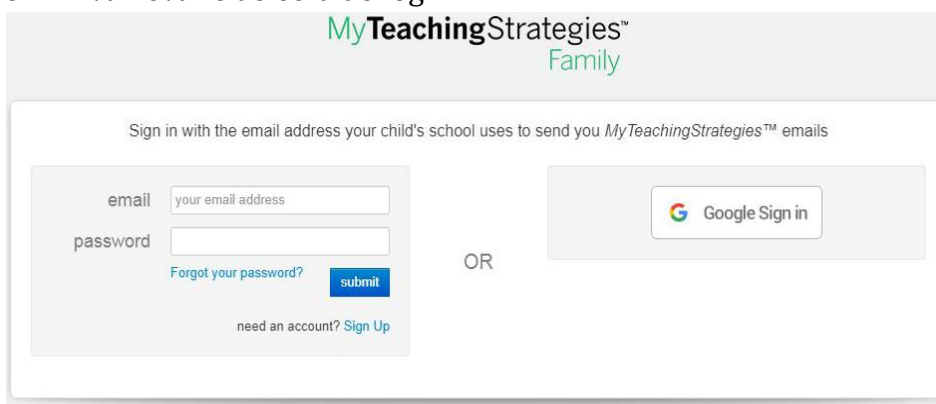 MyTeachingStrategies™
Family
Sign in with the email address your child's school uses to send you MyTeachingStrategies™ emails
email
your email address
password
Forgot your password?
submit
need an account? Sign Up
OR
G Google Sign in